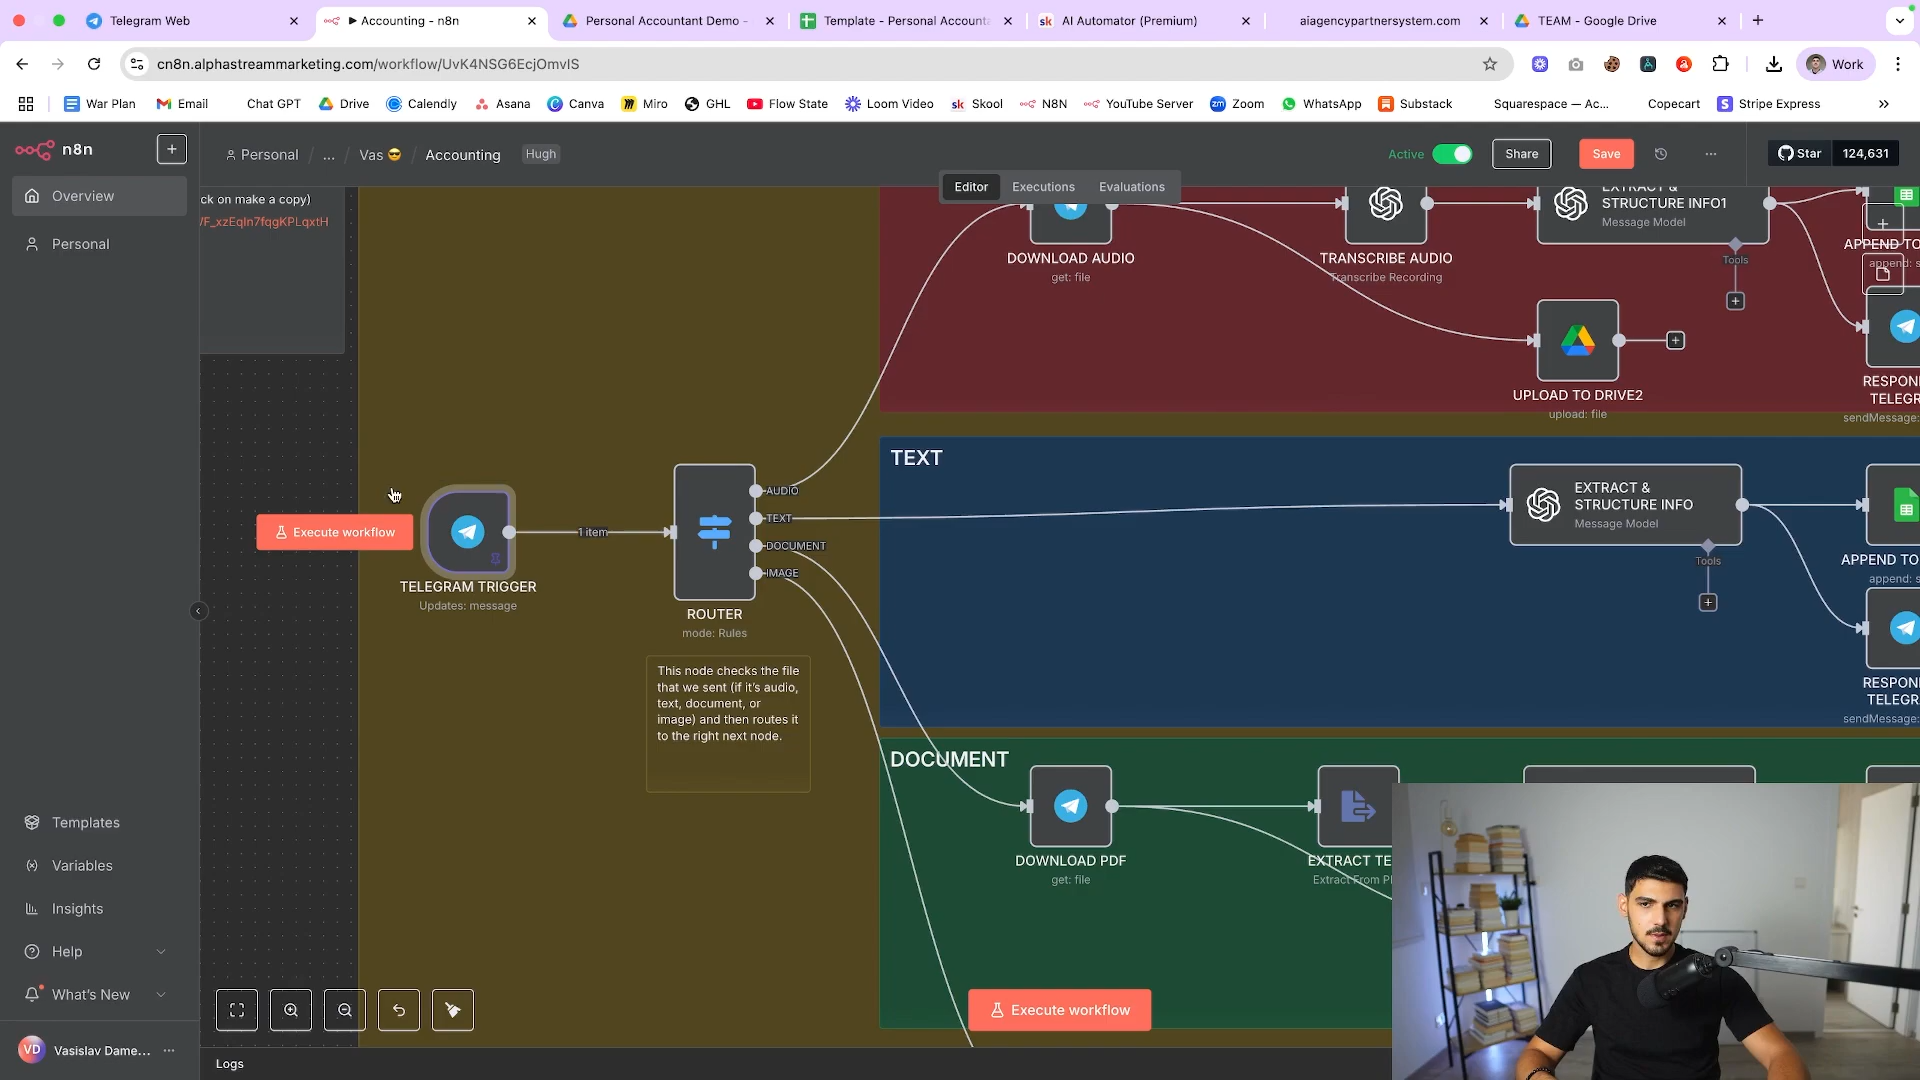 Telegram Web
▶ Accounting - n8n
Personal Accountant Demo -
Template - Personal Accounta
sk AI Automator (Premium)
aiagencypartnersystem.com
TEAM - Google Drive
cn8n.alphastreammarketing.com/workflow/UvK4NSG6EcjOmvIS
Work
War Plan
Email
Chat GPT
Drive
Calendly
Asana
Canva
Miro
GHL
Flow State
Loom Video
sk Skool
N8N
YouTube Server
zm Zoom
WhatsApp
Substack
Squarespace — Ac...
Copecart
S Stripe Express
n8n
Personal / ... / Vas 😎 / Accounting
Hugh
Active
Share
Save
Star 124,631
Overview
Personal
ck on make a copy)
/F_xzEqIn7fqgKPLqxtH
Editor
Executions
Evaluations
EXTRACT &
STRUCTURE INFO1
Message Model
Tools
DOWNLOAD AUDIO
get: file
TRANSCRIBE AUDIO
Transcribe Recording
APPEND TO
append: s
UPLOAD TO DRIVE2
upload: file
RESPON
TELEGR
sendMessage:
TEXT
AUDIO
TEXT
DOCUMENT
IMAGE
EXTRACT &
STRUCTURE INFO
Message Model
Tools
Execute workflow
1 item
TELEGRAM TRIGGER
Updates: message
ROUTER
mode: Rules
APPEND TO
append: s
RESPON
TELEGR
sendMessage:
This node checks the file
that we sent (if it's audio,
text, document, or
image) and then routes it
to the right next node.
DOCUMENT
DOWNLOAD PDF
get: file
EXTRACT TE
Extract From P
Templates
Variables
Insights
Help
What's New
VD Vasislav Dame...
Execute workflow
Logs